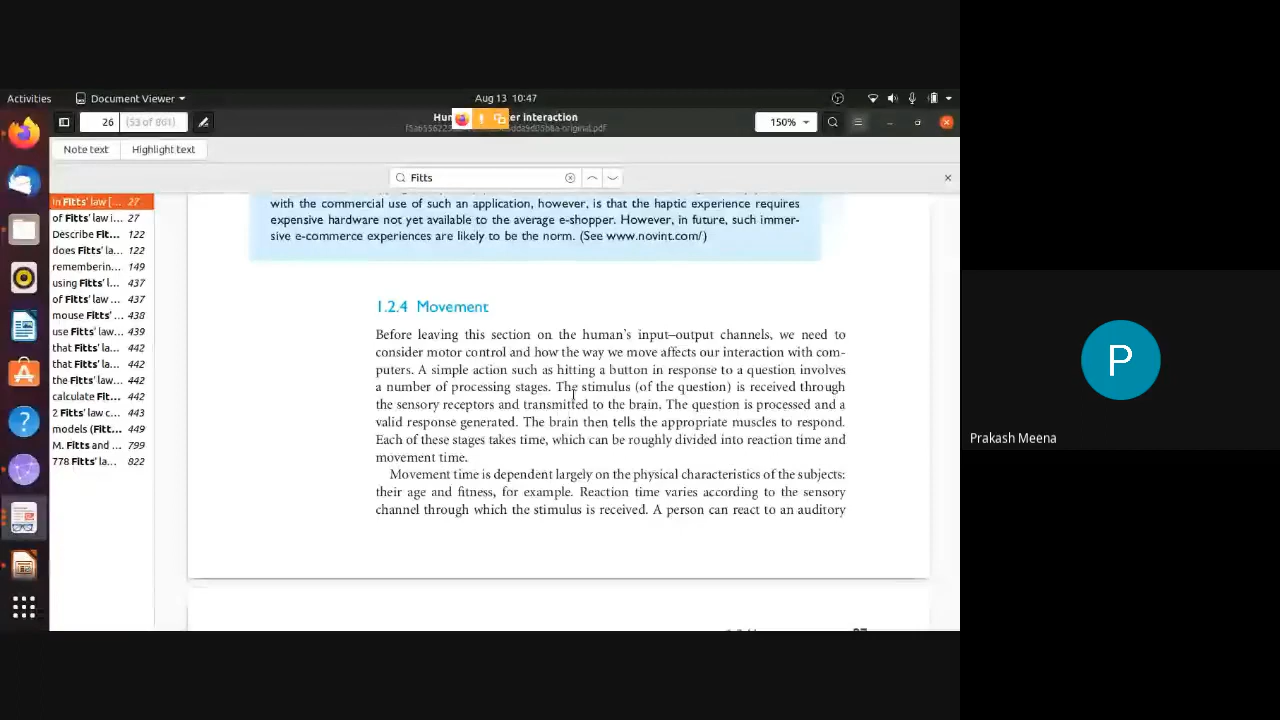 Activities
Document Viewer
Aug 13 10:47
26 (53 of 861)
150%
Note text
Highlight text
Fitts
In Fitts' law [... 27
of Fitts' law i... 27
Describe Fit... 122
does Fitts' la... 122
rememberin... 149
using Fitts' l... 437
of Fitts' law ... 437
mouse Fitts' ... 438
use Fitts' law... 439
that Fitts' la... 442
that Fitts' la... 442
the Fitts' law... 442
calculate Fit... 442
2 Fitts' law c... 443
models (Fitt... 449
M. Fitts and ... 799
778 Fitts' la... 822
with the commercial use of such an application, however, is that the haptic experience requires
expensive hardware not yet available to the average e-shopper. However, in future, such immer-
sive e-commerce experiences are likely to be the norm. (See www.novint.com/)
1.2.4 Movement
Before leaving this section on the human's input–output channels, we need to
consider motor control and how the way we move affects our interaction with com-
puters. A simple action such as hitting a button in response to a question involves
a number of processing stages. The stimulus (of the question) is received through
the sensory receptors and transmitted to the brain. The question is processed and a
valid response generated. The brain then tells the appropriate muscles to respond.
Each of these stages takes time, which can be roughly divided into reaction time and
movement time.
Movement time is dependent largely on the physical characteristics of the subjects:
their age and fitness, for example. Reaction time varies according to the sensory
channel through which the stimulus is received. A person can react to an auditory
P
Prakash Meena